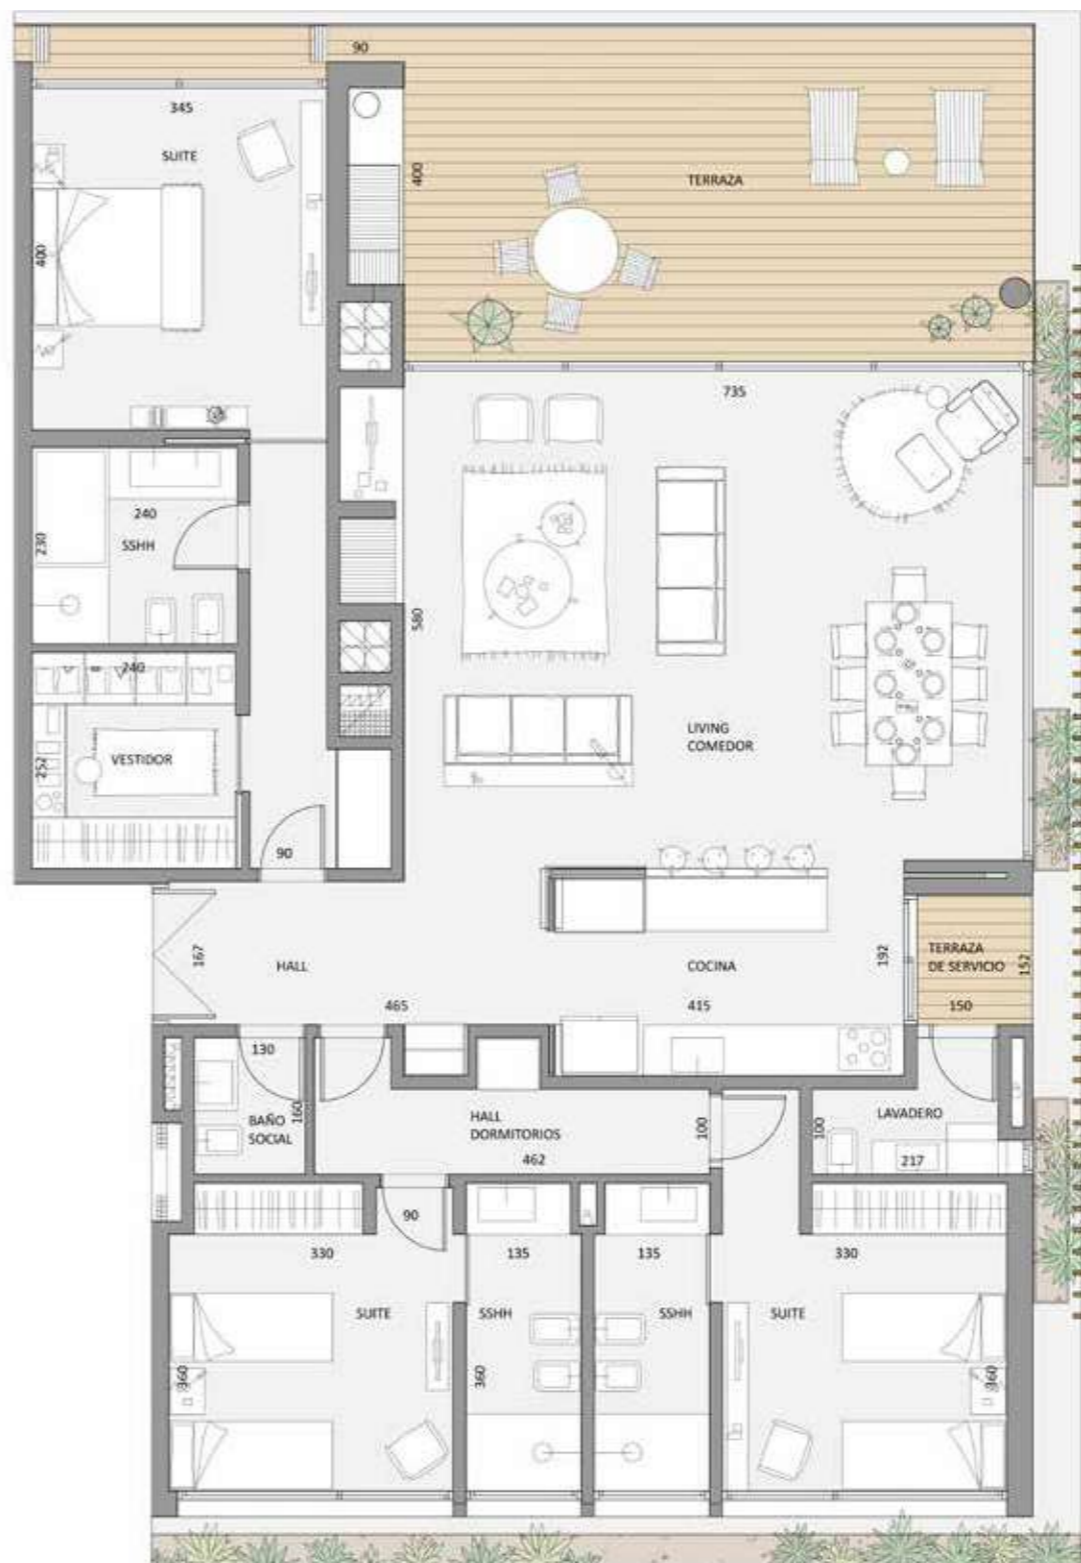 90
345
SUITE
400
400
TERRAZA
735
240
230
SSHH
580
240
LIVING
COMEDOR
252
VESTIDOR
90
167
HALL
465
COCINA
415
192
TERRAZA
DE SERVICIO
152
150
130
BAÑO
SOCIAL
160
HALL
DORMITORIOS
462
100
100
LAVADERO
217
90
330
135
135
330
SUITE
SSHH
SSHH
SUITE
360
360
360